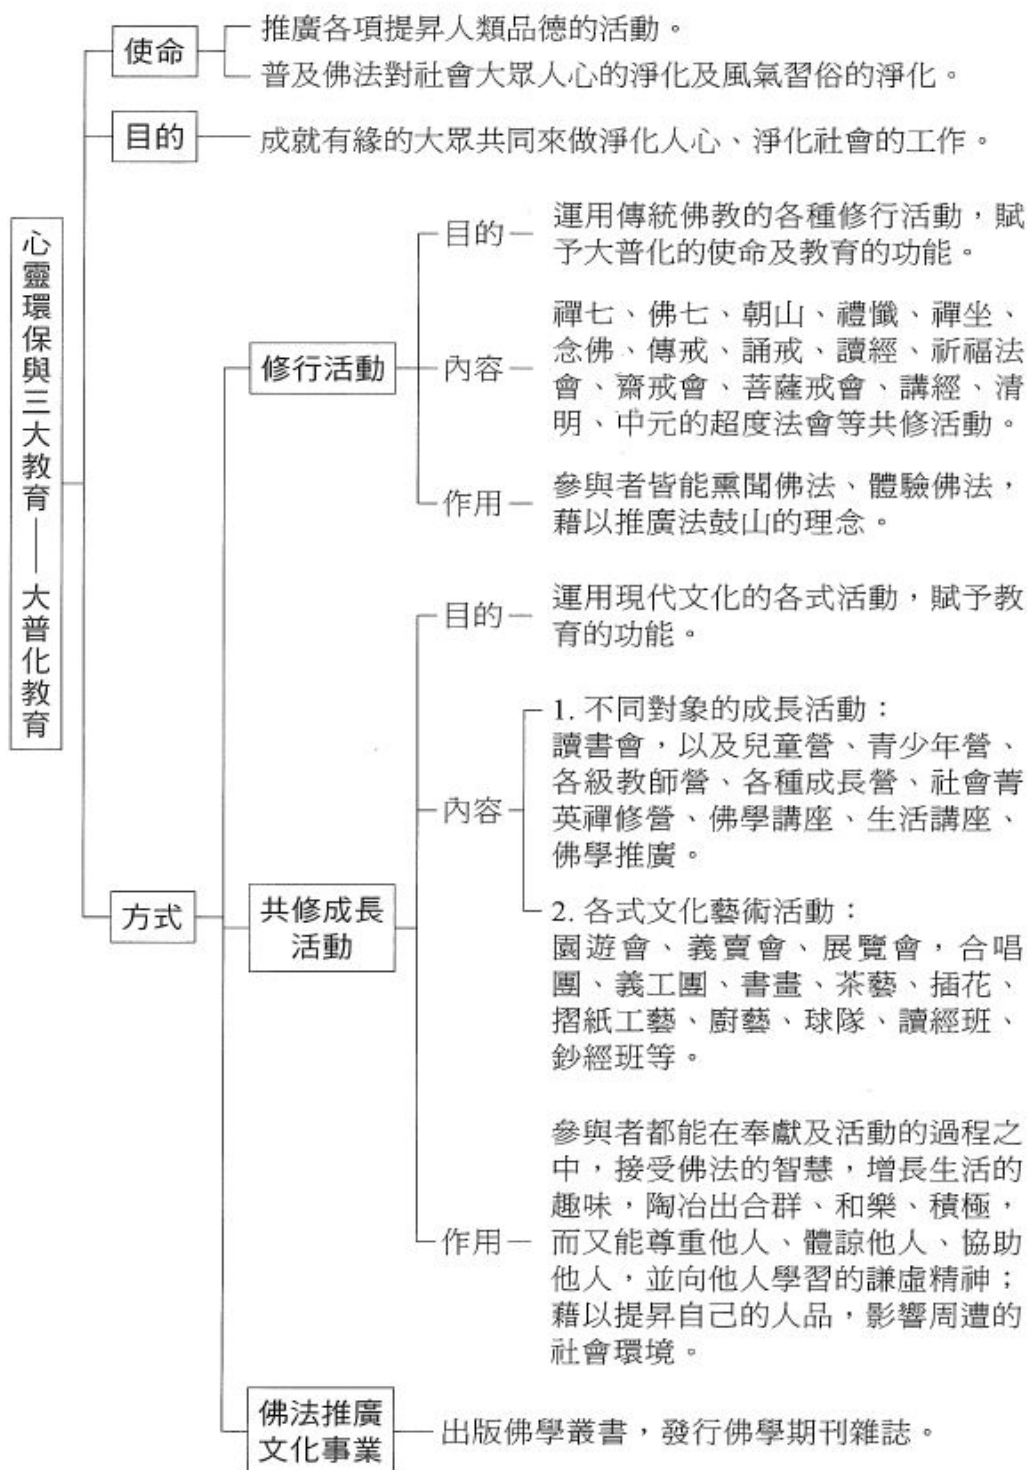 心靈環保與三大教育——大普化教育
使命
推廣各項提昇人類品德的活動。
普及佛法對社會大眾人心的淨化及風氣習俗的淨化。
目的
成就有緣的大眾共同來做淨化人心、淨化社會的工作。
方式
修行活動
目的
運用傳統佛教的各種修行活動，賦
予大普化的使命及教育的功能。
內容
禪七、佛七、朝山、禮懺、禪坐、
念佛、傳戒、誦戒、讀經、祈福法
會、齋戒會、菩薩戒會、講經、清
明、中元的超度法會等共修活動。
作用
參與者皆能熏聞佛法、體驗佛法，
藉以推廣法鼓山的理念。
共修成長
活動
目的
運用現代文化的各式活動，賦予教
育的功能。
內容
1. 不同對象的成長活動：
讀書會，以及兒童營、青少年營、
各級教師營、各種成長營、社會菁
英禪修營、佛學講座、生活講座、
佛學推廣。
2. 各式文化藝術活動：
園遊會、義賣會、展覽會，合唱
團、義工團、書畫、茶藝、插花、
摺紙工藝、廚藝、球隊、讀經班、
鈔經班等。
作用
參與者都能在奉獻及活動的過程之
中，接受佛法的智慧，增長生活的
趣味，陶冶出合群、和樂、積極，
而又能尊重他人、體諒他人、協助
他人，並向他人學習的謙虛精神；
藉以提昇自己的人品，影響周遭的
社會環境。
佛法推廣
文化事業
出版佛學叢書，發行佛學期刊雜誌。